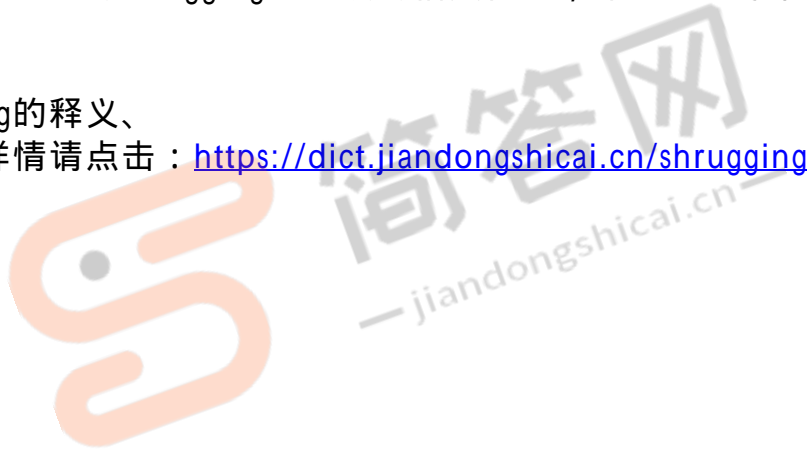 g的释义、
详情请点击：https://dict.jiandongshicai.cn/shrugging
简答网
—jiandongshicai.cn—